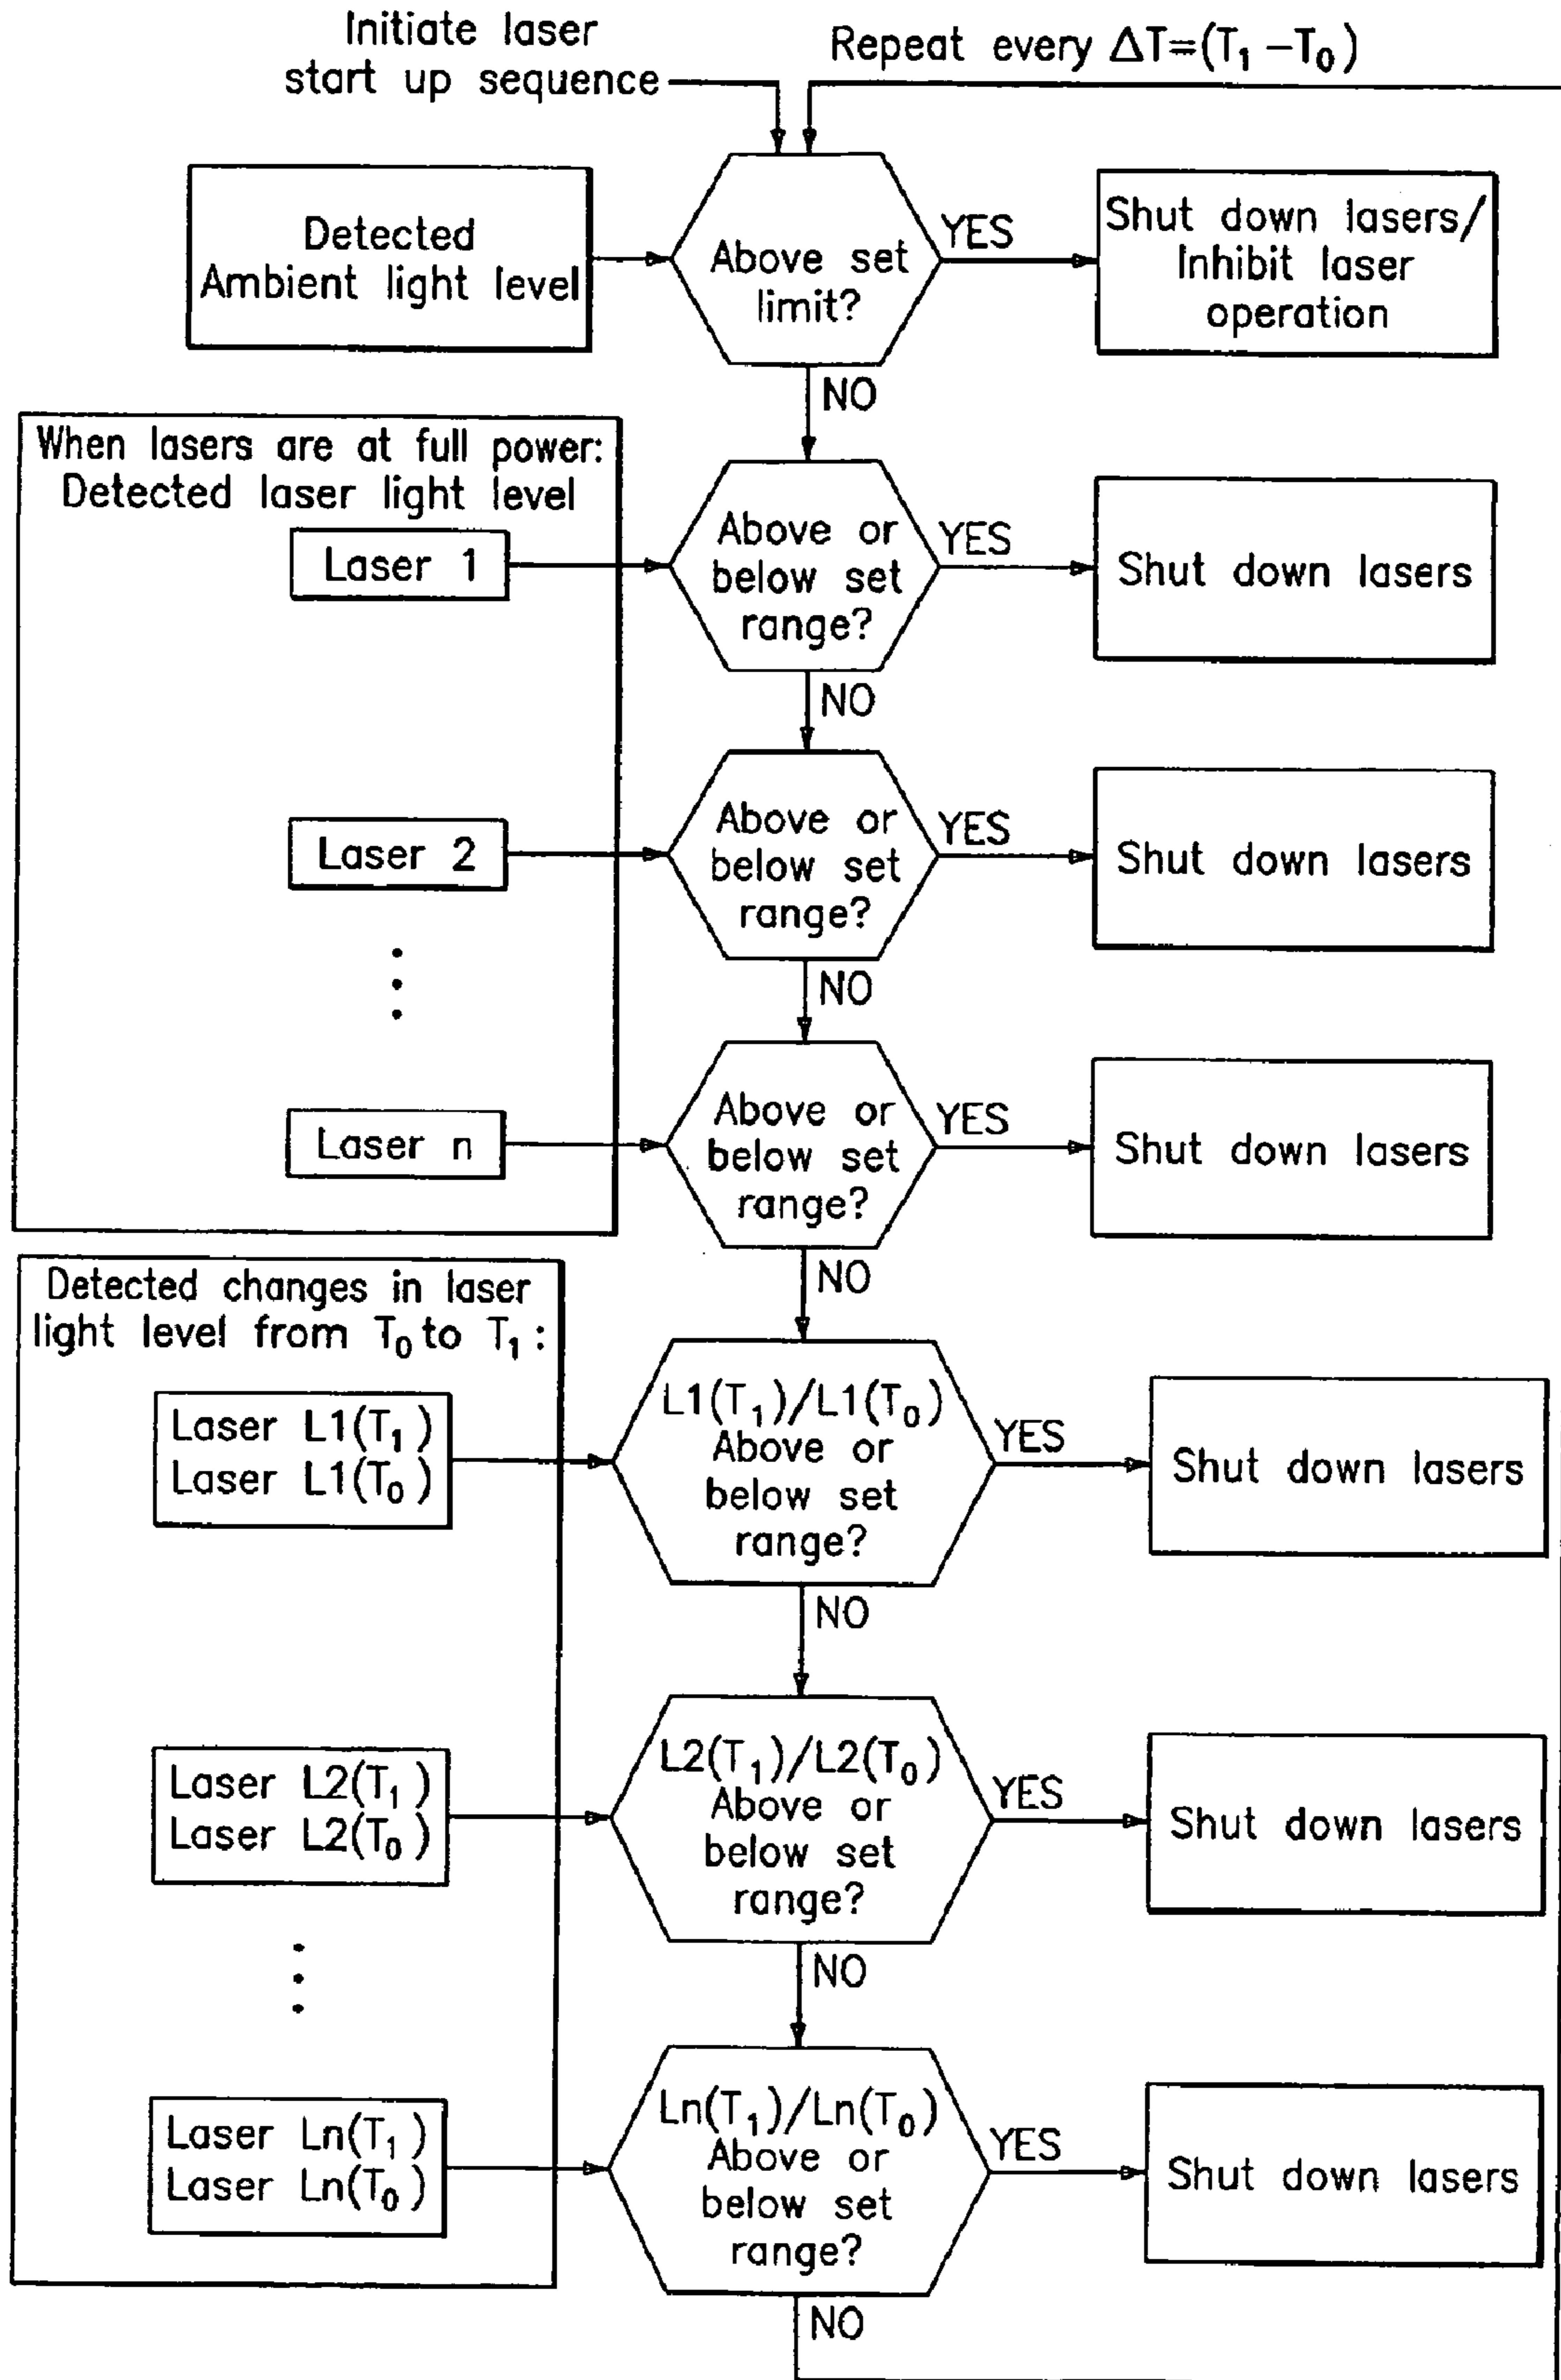 Initiate laser
start up sequence
Repeat every ΔT=(T₁ –T₀)
Detected
Ambient light level
Above set
limit?
YES
Shut down lasers/
Inhibit laser
operation
NO
When lasers are at full power:
Detected laser light level
Laser 1
Above or
below set
range?
YES
Shut down lasers
NO
Laser 2
Above or
below set
range?
YES
Shut down lasers
NO
Laser n
Above or
below set
range?
YES
Shut down lasers
NO
Detected changes in laser
light level from T₀ to T₁ :
Laser L1(T₁)
Laser L1(T₀)
L1(T₁)/L1(T₀)
Above or
below set
range?
YES
Shut down lasers
NO
Laser L2(T₁)
Laser L2(T₀)
L2(T₁)/L2(T₀)
Above or
below set
range?
YES
Shut down lasers
NO
Laser Ln(T₁)
Laser Ln(T₀)
Ln(T₁)/Ln(T₀)
Above or
below set
range?
YES
Shut down lasers
NO